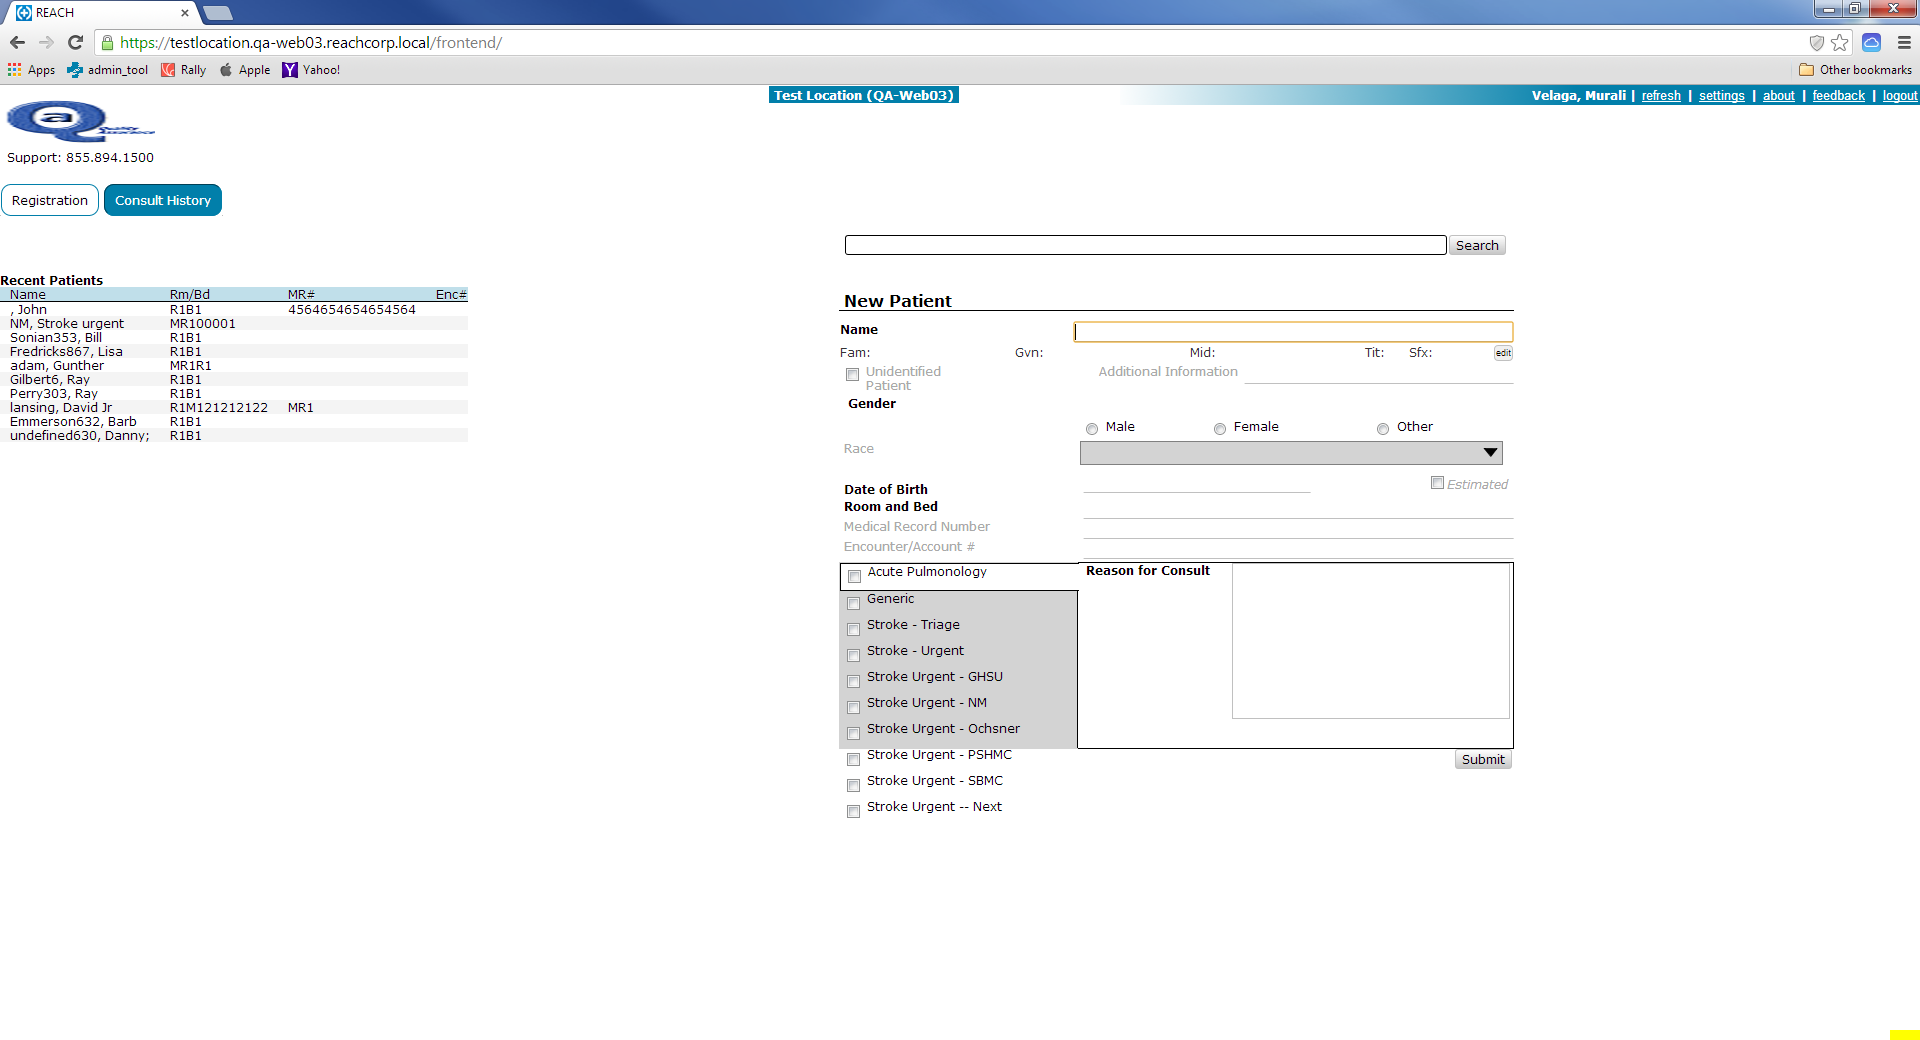 REACH
https://testlocation.qa-web03.reachcorp.local/frontend/
Apps admin_tool Rally Apple Yahoo! Other bookmarks
Test Location (QA-Web03) Velaga, Murali | refresh | settings | about | feedback | logout
Qa Quality Assurance
Support: 855.894.1500
Registration Consult History
Search
Recent Patients
Name Rm/Bd MR# Enc#
, John R1B1 4564654654654564
NM, Stroke urgent MR100001
Sonian353, Bill R1B1
Fredricks867, Lisa R1B1
adam, Gunther MR1R1
Gilbert6, Ray R1B1
Perry303, Ray R1B1
lansing, David Jr R1M121212122 MR1
Emmerson632, Barb R1B1
undefined630, Danny; R1B1
New Patient
Name
Fam: Gvn: Mid: Tit: Sfx: edit
Unidentified Patient Additional Information
Gender
Male Female Other
Race
Date of Birth Estimated
Room and Bed
Medical Record Number
Encounter/Account #
Acute Pulmonology Reason for Consult
Generic
Stroke - Triage
Stroke - Urgent
Stroke Urgent - GHSU
Stroke Urgent - NM
Stroke Urgent - Ochsner
Stroke Urgent - PSHMC
Submit
Stroke Urgent - SBMC
Stroke Urgent -- Next